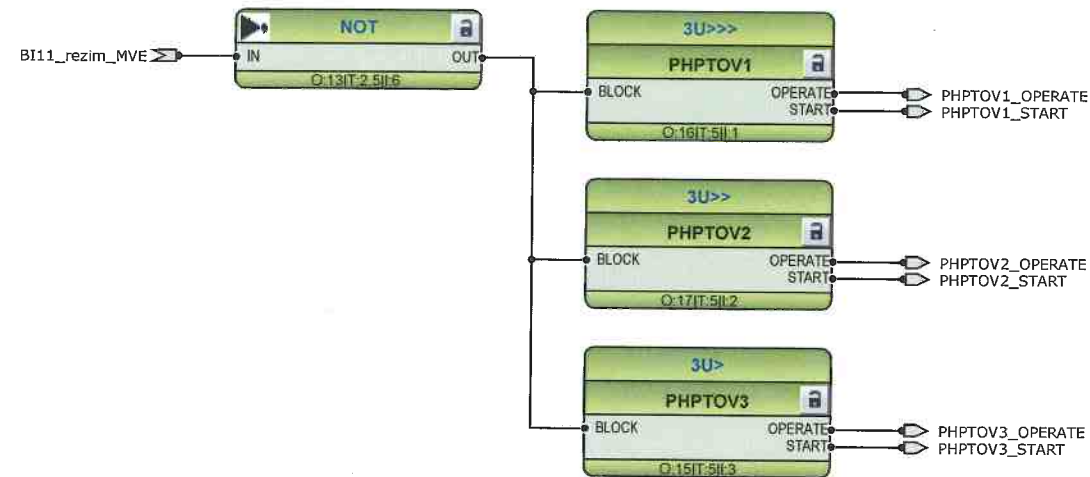 BI11_rezim_MVE
NOT
IN
OUT
O:13|T:2.5|I:6
3U>>>
PHPTOV1
BLOCK
OPERATE
START
O:16|T:5|I:1
PHPTOV1_OPERATE
PHPTOV1_START
3U>>
PHPTOV2
BLOCK
OPERATE
START
O:17|T:5|I:2
PHPTOV2_OPERATE
PHPTOV2_START
3U>
PHPTOV3
BLOCK
OPERATE
START
O:15|T:5|I:3
PHPTOV3_OPERATE
PHPTOV3_START